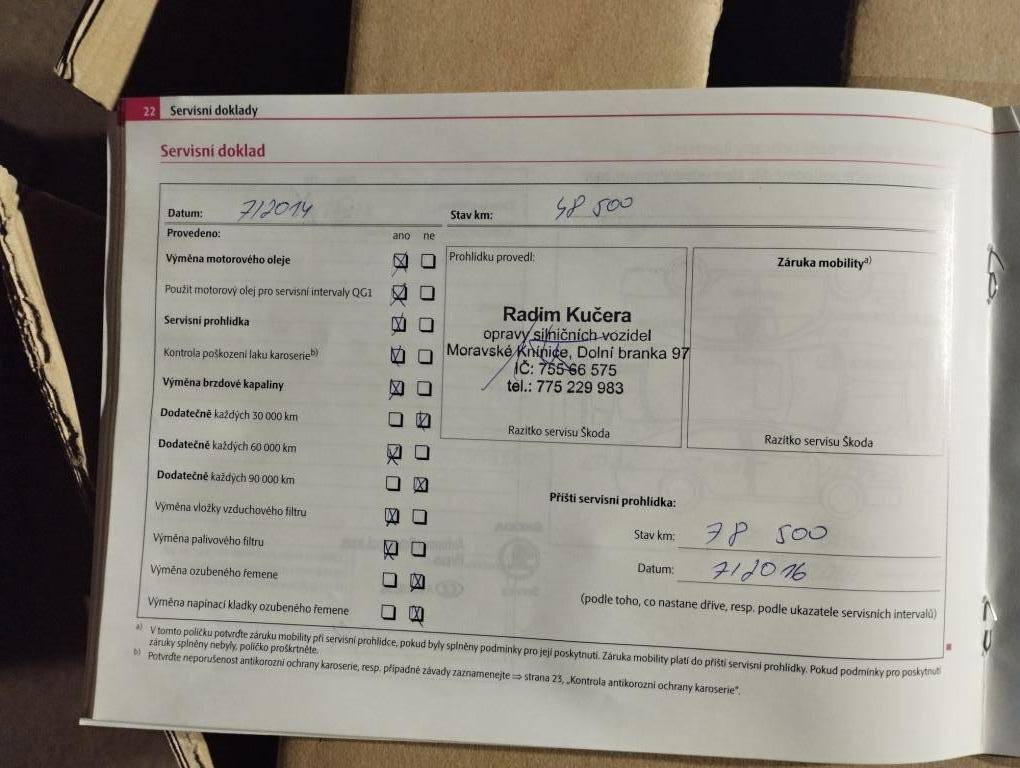 22 Servisní doklady
Servisní doklad
Datum: 7/2014 Stav km: 48 500
Provedeno: ano ne
Výměna motorového oleje
Použit motorový olej pro servisní intervaly QG1
Servisní prohlídka
Kontrola poškození laku karoserie b)
Výměna brzdové kapaliny
Dodatečně každých 30 000 km
Dodatečně každých 60 000 km
Dodatečně každých 90 000 km
Výměna vložky vzduchového filtru
Výměna palivového filtru
Výměna ozubeného řemene
Výměna napínací kladky ozubeného řemene
Prohlídku provedl:
Radim Kučera
opravy silničních vozidel
Moravské Knínice, Dolní branka 97
IČ: 755 66 575
tel.: 775 229 983
Razítko servisu Škoda
Záruka mobility a)
Razítko servisu Škoda
Příští servisní prohlídka:
Stav km: 78 500
Datum: 7/2016
(podle toho, co nastane dříve, resp. podle ukazatele servisních intervalů)
a) V tomto políčku potvrďte záruku mobility při servisní prohlídce, pokud byly splněny podmínky pro její poskytnutí. Záruka mobility platí do příští servisní prohlídky. Pokud podmínky pro poskytnutí
záruky splněny nebyly, políčko proškrtněte.
b) Potvrďte neporušenost antikorozní ochrany karoserie, resp. případné závady zaznamenejte ⇒ strana 23, „Kontrola antikorozní ochrany karoserie".